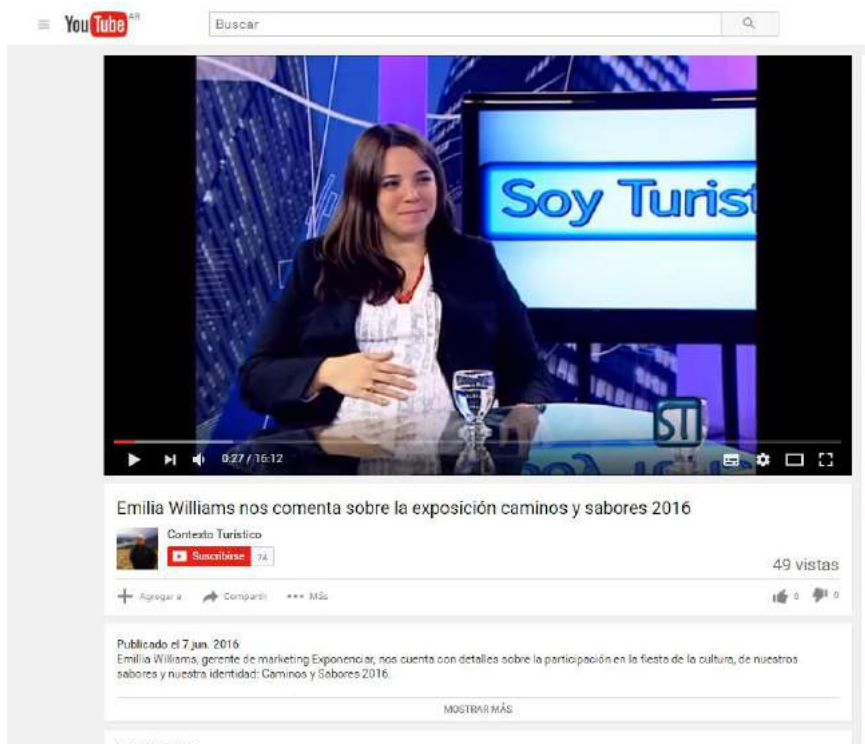 YouTube AR
Buscar
Soy Turist
ST
0:27 / 16:12
Emilia Williams nos comenta sobre la exposición caminos y sabores 2016
Contexto Turístico
Suscribirse 74
49 vistas
Agregar a Compartir Más
0 0
Publicado el 7 jun. 2016
Emillia Williams, gerente de marketing Exponenciar, nos cuenta con detalles sobre la participación en la fiesta de la cultura, de nuestros
sabores y nuestra identidad: Caminos y Sabores 2016.
MOSTRAR MÁS